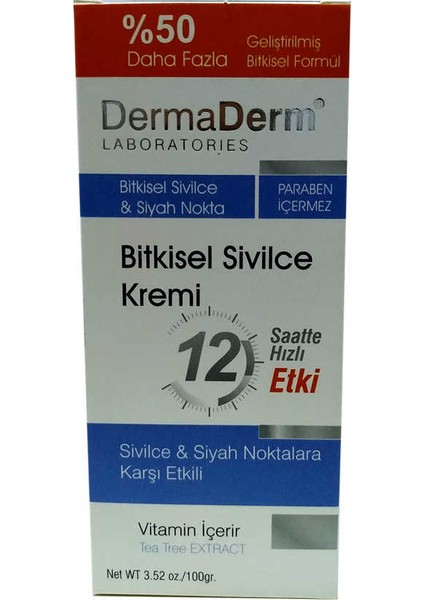 %50
Daha Fazla
Geliştirilmiş
Bitkisel Formül
DermaDerm®
LABORATORIES
Bitkisel Sivilce
& Siyah Nokta
PARABEN
İÇERMEZ
Bitkisel Sivilce
Kremi
12
Saatte
Hızlı
Etki
Sivilce & Siyah Noktalara
Karşı Etkili
Vitamin İçerir
Tea Tree EXTRACT
Net WT 3.52 oz./100gr.